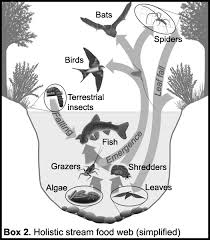 Bats
Spiders
Birds
Leaf fall
Terrestrial
insects
Falling
Fish
Emergence
Grazers
Shredders
Algae
Leaves
Box 2. Holistic stream food web (simplified)